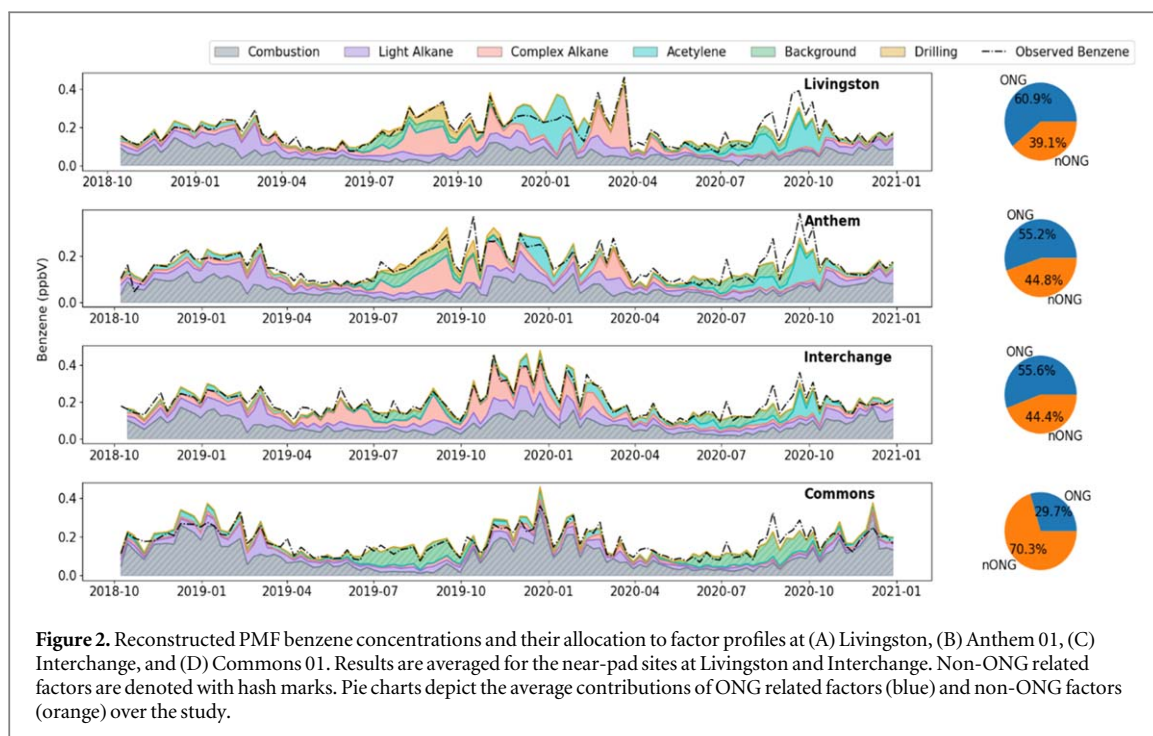 Combustion Light Alkane Complex Alkane Acetylene Background Drilling Observed Benzene
Livingston
0.4
0.2
0.0
2018-10 2019-01 2019-04 2019-07 2019-10 2020-01 2020-04 2020-07 2020-10 2021-01
ONG
60.9%
39.1%
nONG
Anthem
0.2
0.0
2018-10 2019-01 2019-04 2019-07 2019-10 2020-01 2020-04 2020-07 2020-10 2021-01
ONG
55.2%
44.8%
nONG
Benzene (ppbV)
Interchange
0.4
0.2
0.0
2018-10 2019-01 2019-04 2019-07 2019-10 2020-01 2020-04 2020-07 2020-10 2021-01
ONG
55.6%
44.4%
nONG
Commons
0.4
0.2
0.0
2018-10 2019-01 2019-04 2019-07 2019-10 2020-01 2020-04 2020-07 2020-10 2021-01
ONG
29.7%
70.3%
nONG
Figure 2. Reconstructed PMF benzene concentrations and their allocation to factor profiles at (A) Livingston, (B) Anthem 01, (C)
Interchange, and (D) Commons 01. Results are averaged for the near-pad sites at Livingston and Interchange. Non-ONG related
factors are denoted with hash marks. Pie charts depict the average contributions of ONG related factors (blue) and non-ONG factors
(orange) over the study.